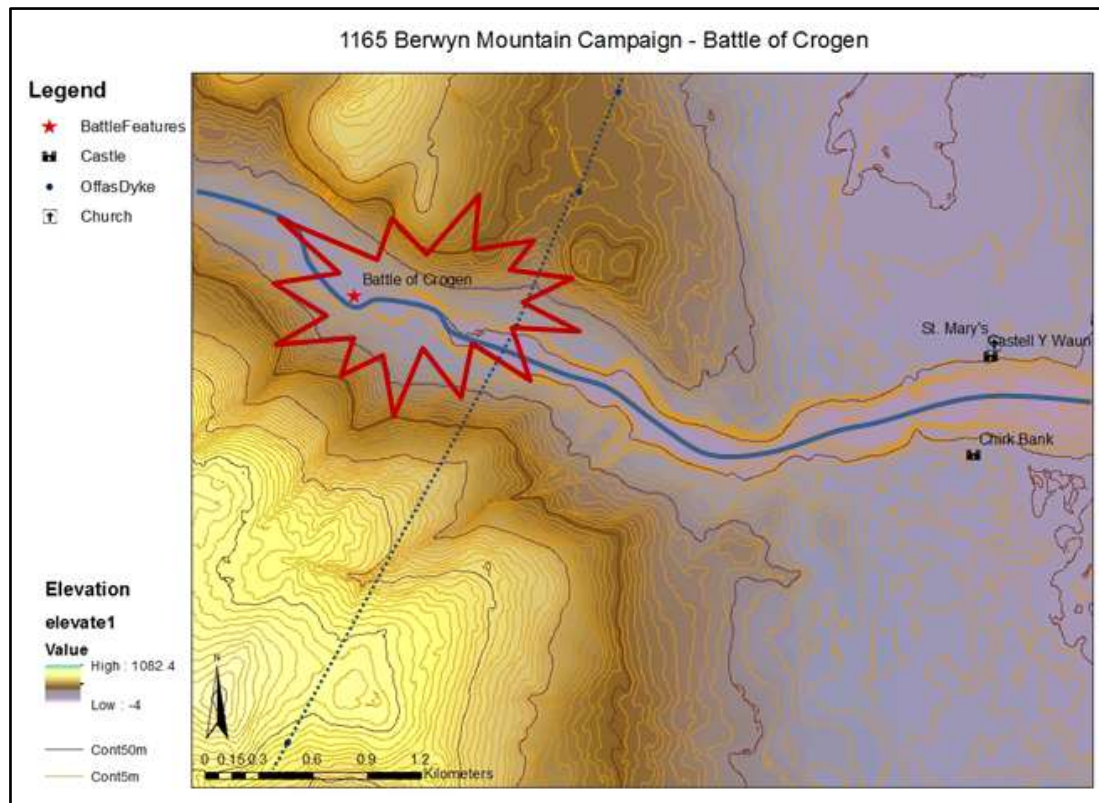 1165 Berwyn Mountain Campaign - Battle of Crogen
Legend
BattleFeatures
Castle
OffasDyke
Church
Battle of Crogen
St. Mary's
Castell Y Waun
Chirk Bank
Elevation
elevate1
Value
High : 1082.4
Low : -4
Cont50m
Cont5m
N
0 0.15 0.3 0.6 0.9 1.2
Kilometers